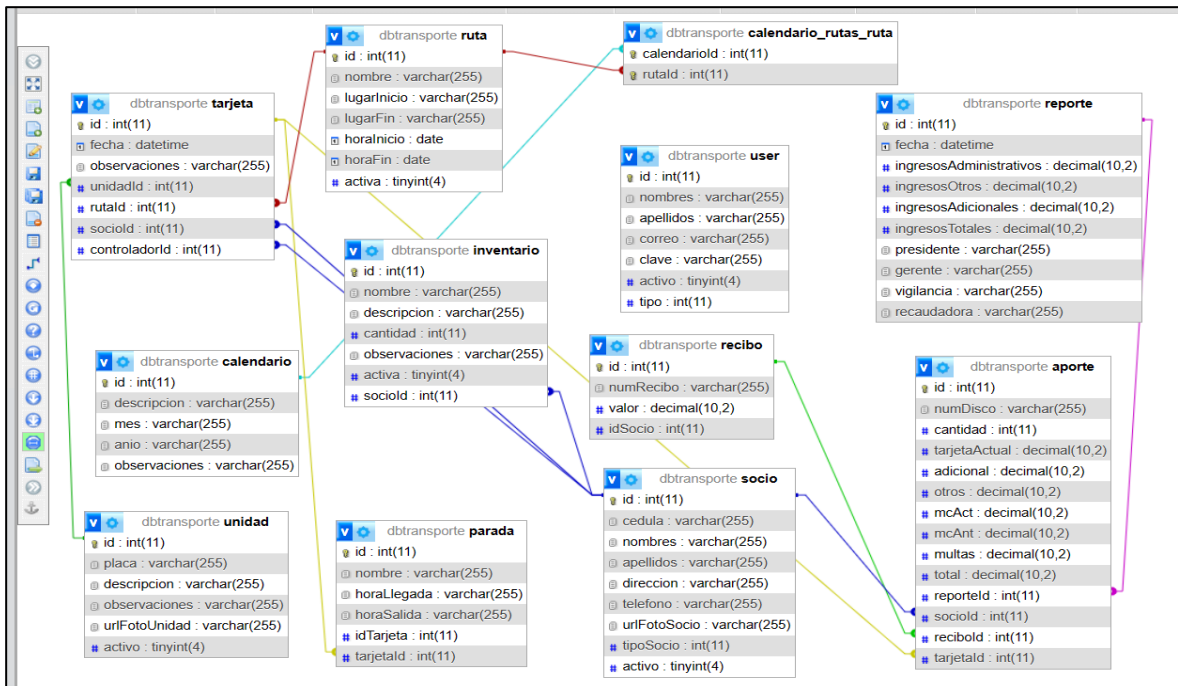 dbtransporte ruta
id : int(11)
nombre : varchar(255)
lugarInicio : varchar(255)
lugarFin : varchar(255)
horaInicio : date
horaFin : date
activa : tinyint(4)
dbtransporte calendario_rutas_ruta
calendarioId : int(11)
rutaId : int(11)
dbtransporte tarjeta
id : int(11)
fecha : datetime
observaciones : varchar(255)
unidadId : int(11)
rutaId : int(11)
socioId : int(11)
controladorId : int(11)
dbtransporte reporte
id : int(11)
fecha : datetime
ingresosAdministrativos : decimal(10,2)
ingresosOtros : decimal(10,2)
ingresosAdicionales : decimal(10,2)
ingresosTotales : decimal(10,2)
presidente : varchar(255)
gerente : varchar(255)
vigilancia : varchar(255)
recaudadora : varchar(255)
dbtransporte user
id : int(11)
nombres : varchar(255)
apellidos : varchar(255)
correo : varchar(255)
clave : varchar(255)
activo : tinyint(4)
tipo : int(11)
dbtransporte inventario
id : int(11)
nombre : varchar(255)
descripcion : varchar(255)
cantidad : int(11)
observaciones : varchar(255)
activa : tinyint(4)
socioId : int(11)
dbtransporte recibo
id : int(11)
numRecibo : varchar(255)
valor : decimal(10,2)
idSocio : int(11)
dbtransporte calendario
id : int(11)
descripcion : varchar(255)
mes : varchar(255)
anio : varchar(255)
observaciones : varchar(255)
dbtransporte aporte
id : int(11)
numDisco : varchar(255)
cantidad : int(11)
tarjetaActual : decimal(10,2)
adicional : decimal(10,2)
otros : decimal(10,2)
mcAct : decimal(10,2)
mcAnt : decimal(10,2)
multas : decimal(10,2)
total : decimal(10,2)
reporteId : int(11)
socioId : int(11)
reciboId : int(11)
tarjetaId : int(11)
dbtransporte socio
id : int(11)
cedula : varchar(255)
nombres : varchar(255)
apellidos : varchar(255)
direccion : varchar(255)
telefono : varchar(255)
urlFotoSocio : varchar(255)
tipoSocio : int(11)
activo : tinyint(4)
dbtransporte unidad
id : int(11)
placa : varchar(255)
descripcion : varchar(255)
observaciones : varchar(255)
urlFotoUnidad : varchar(255)
activo : tinyint(4)
dbtransporte parada
id : int(11)
nombre : varchar(255)
horaLlegada : varchar(255)
horaSalida : varchar(255)
idTarjeta : int(11)
tarjetaId : int(11)